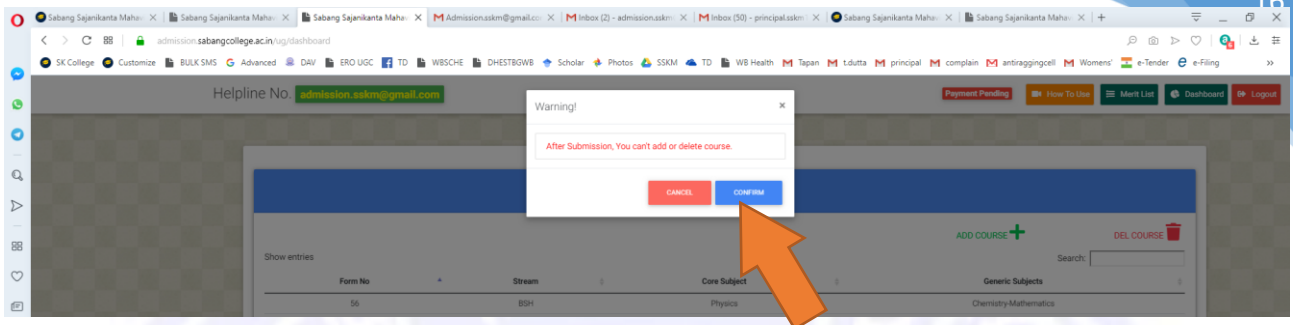 16
Sabang Sajanikanta Mahav Sabang Sajanikanta Mahav Sabang Sajanikanta Mahav Admission.sskm@gmail.co Inbox (2) - admission.sskm Inbox (50) - principal.sskm Sabang Sajanikanta Mahav Sabang Sajanikanta Mahav
admission.sabangcollege.ac.in/ug/dashboard
SK College Customize BULK SMS Advanced DAV ERO UGC TD WBSCHE DHESTBGWB Scholar Photos SSKM TD WB Health Tapan t.dutta principal complain antiraggingcell Womens' e-Tender e-Filing
Helpline No. admission.sskm@gmail.com
Payment Pending How To Use Merit List Dashboard Logout
Warning!
After Submission, You can't add or delete course.
CANCEL CONFIRM
ADD COURSE DEL COURSE
Show entries Search:
Form No Stream Core Subject Generic Subjects
56 BSH Physics Chemistry-Mathematics